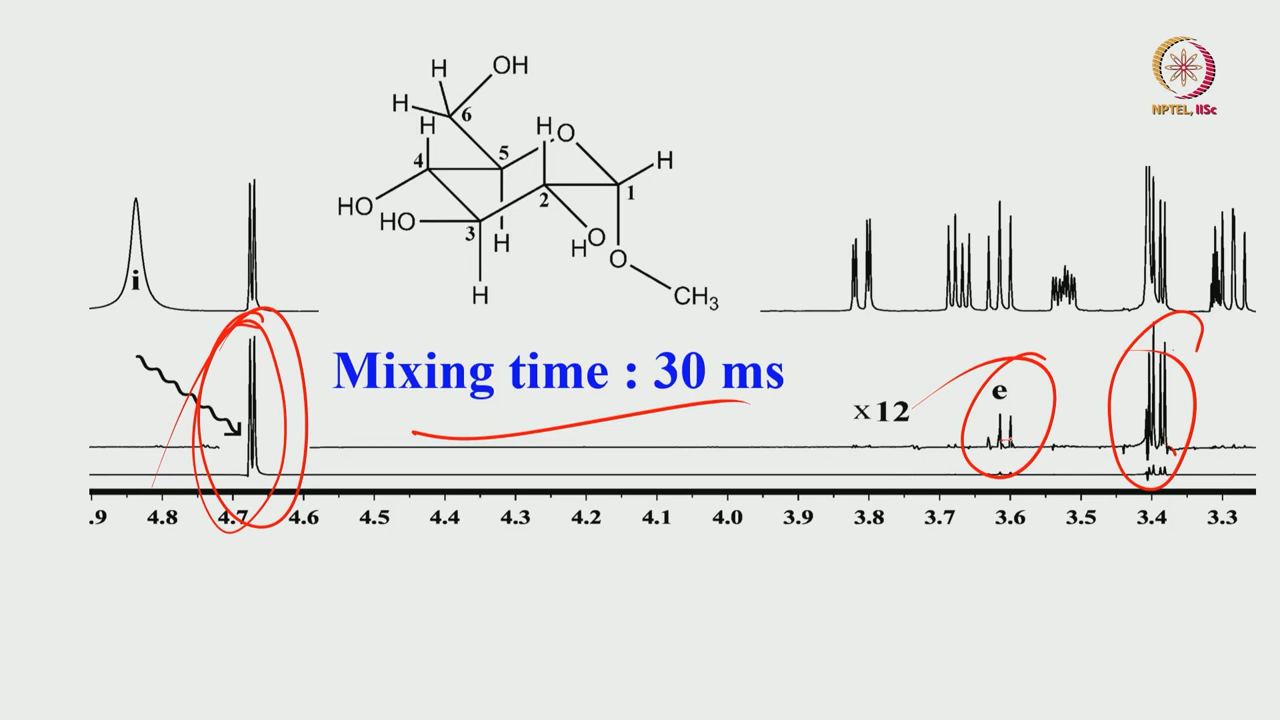 NPTEL, IISc
H
OH
H
6
H
H
O
4
5
H
1
2
HO
HO
3
H
HO
O
H
CH3
i
Mixing time : 30 ms
e
x12
.9 4.8 4.7 4.6 4.5 4.4 4.3 4.2 4.1 4.0 3.9 3.8 3.7 3.6 3.5 3.4 3.3